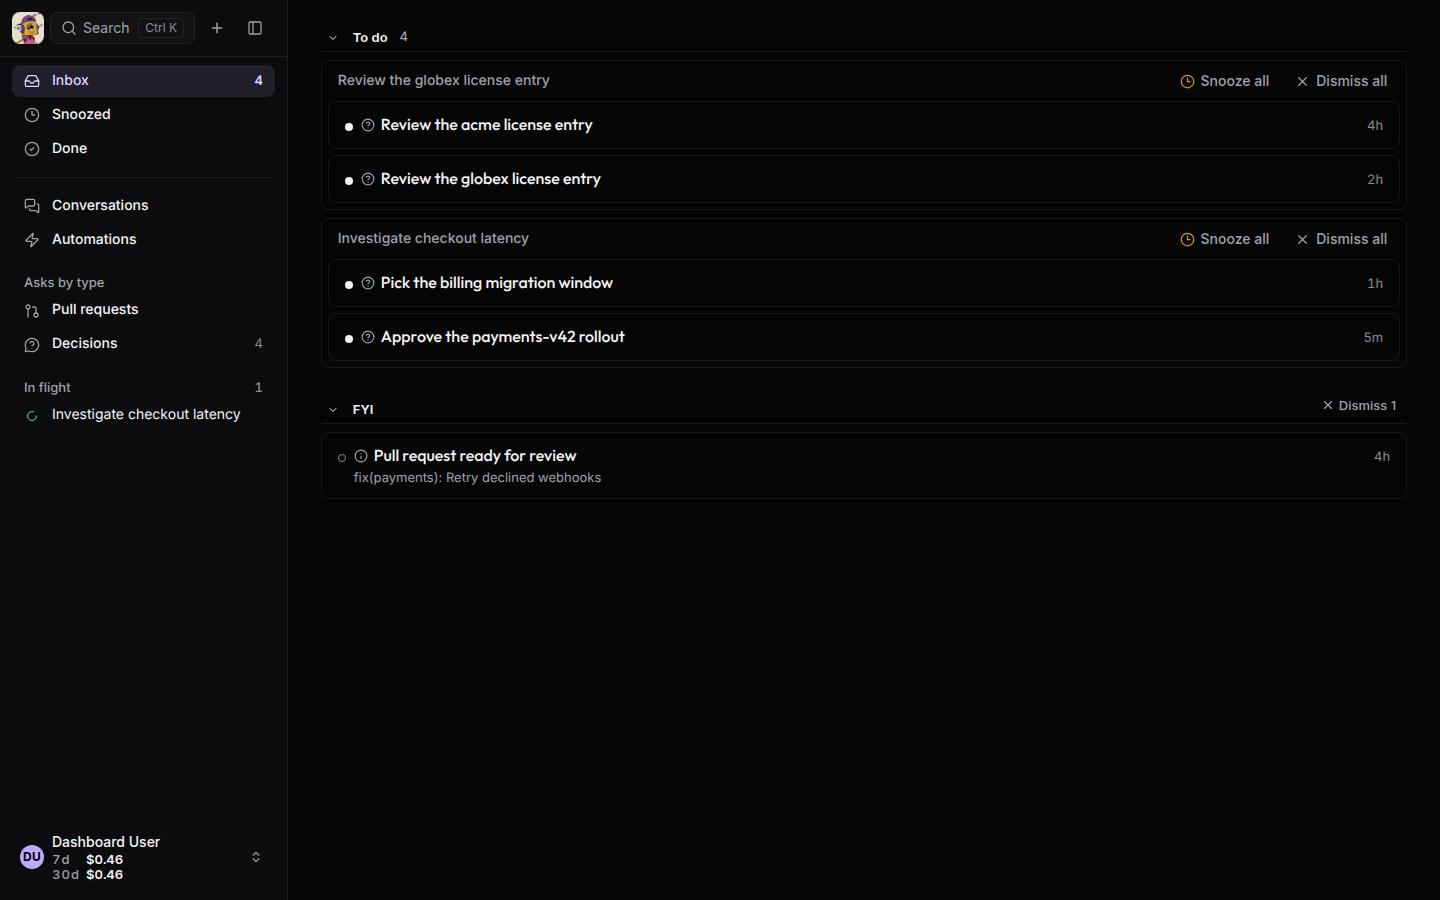 Search Ctrl K
Inbox 4
Snoozed
Done
Conversations
Automations
Asks by type
Pull requests
Decisions 4
In flight 1
Investigate checkout latency
DU Dashboard User
7d $0.46
30d $0.46
To do 4
Review the globex license entry Snooze all Dismiss all
Review the acme license entry 4h
Review the globex license entry 2h
Investigate checkout latency Snooze all Dismiss all
Pick the billing migration window 1h
Approve the payments-v42 rollout 5m
FYI Dismiss 1
Pull request ready for review 4h
fix(payments): Retry declined webhooks